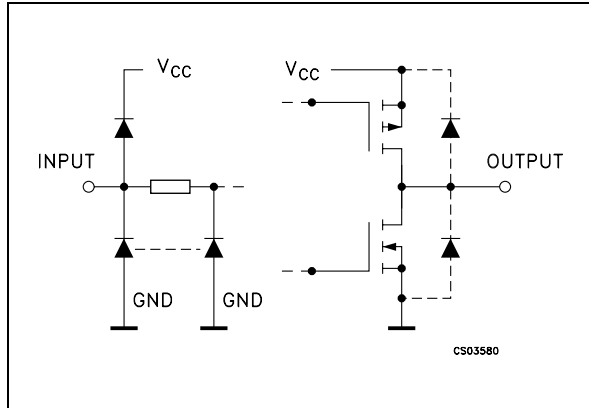 VCC
VCC
INPUT
OUTPUT
GND
GND
CS03580